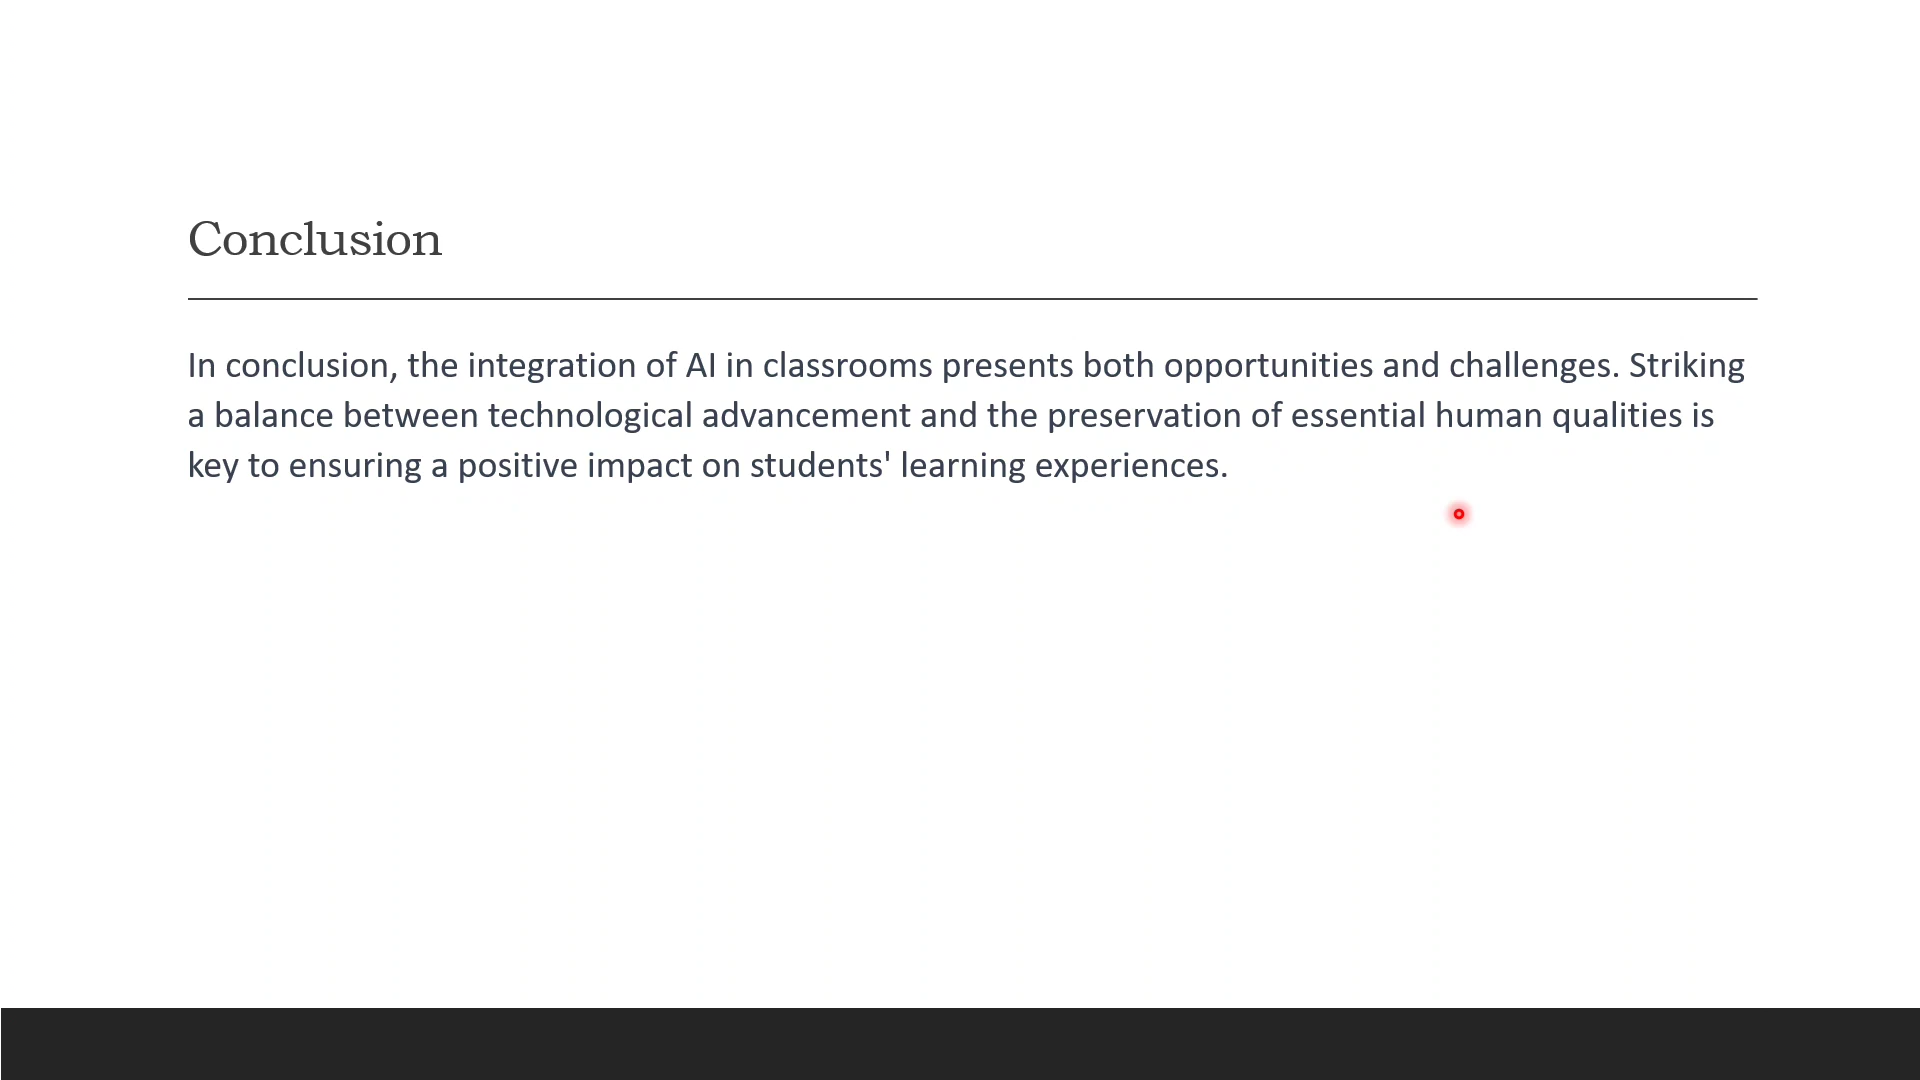 Conclusion
In conclusion, the integration of AI in classrooms presents both opportunities and challenges. Striking
a balance between technological advancement and the preservation of essential human qualities is
key to ensuring a positive impact on students' learning experiences.